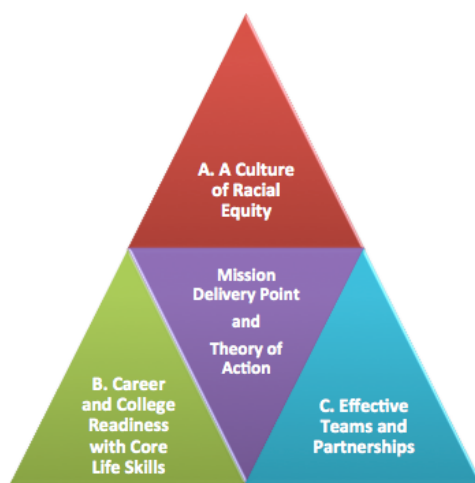 A. A Culture
of Racial
Equity
Mission
Delivery Point
and
Theory of
Action
B. Career
and College
Readiness
with Core
Life Skills
C. Effective
Teams and
Partnerships